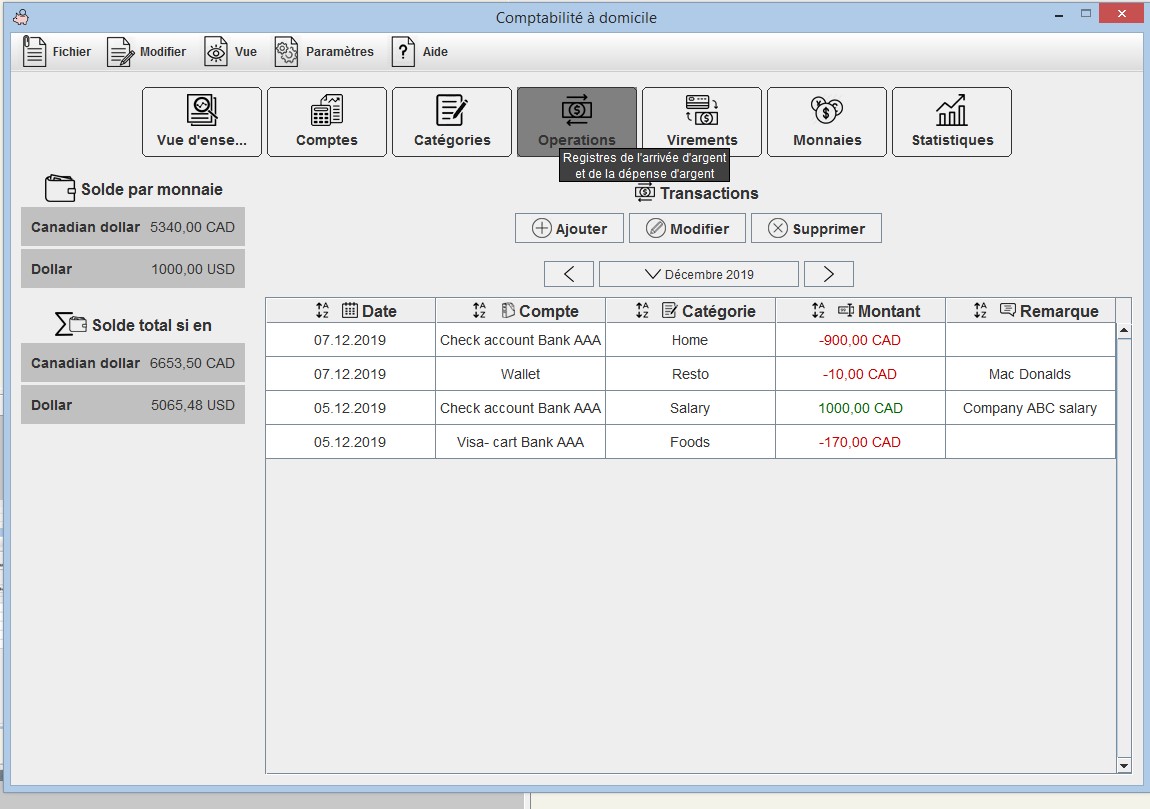 Comptabilité à domicile
Fichier Modifier Vue Paramètres Aide
Vue d'ense... Comptes Catégories Operations Virements Monnaies Statistiques
Registres de l'arrivée d'argent
et de la dépense d'argent
Solde par monnaie
Canadian dollar 5340,00 CAD
Dollar 1000,00 USD
Solde total si en
Canadian dollar 6653,50 CAD
Dollar 5065,48 USD
Transactions
Ajouter Modifier Supprimer
Décembre 2019
Date Compte Catégorie Montant Remarque
07.12.2019 Check account Bank AAA Home -900,00 CAD
07.12.2019 Wallet Resto -10,00 CAD Mac Donalds
05.12.2019 Check account Bank AAA Salary 1000,00 CAD Company ABC salary
05.12.2019 Visa- cart Bank AAA Foods -170,00 CAD